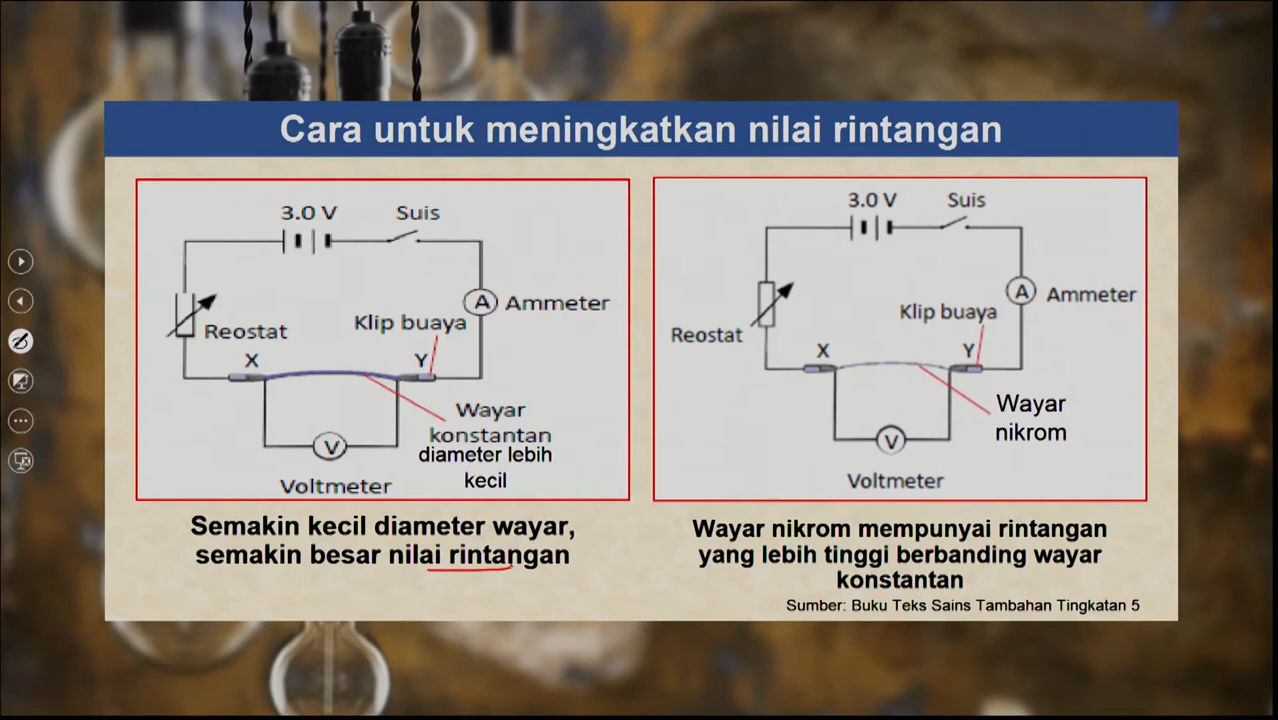 Cara untuk meningkatkan nilai rintangan
3.0 V
Suis
A
Ammeter
Reostat
Klip buaya
X
Y
Wayar
konstantan
diameter lebih
kecil
V
Voltmeter
Semakin kecil diameter wayar,
semakin besar nilai rintangan
3.0 V
Suis
A
Ammeter
Klip buaya
Reostat
X
Y
Wayar
nikrom
V
Voltmeter
Wayar nikrom mempunyai rintangan
yang lebih tinggi berbanding wayar
konstantan
Sumber: Buku Teks Sains Tambahan Tingkatan 5